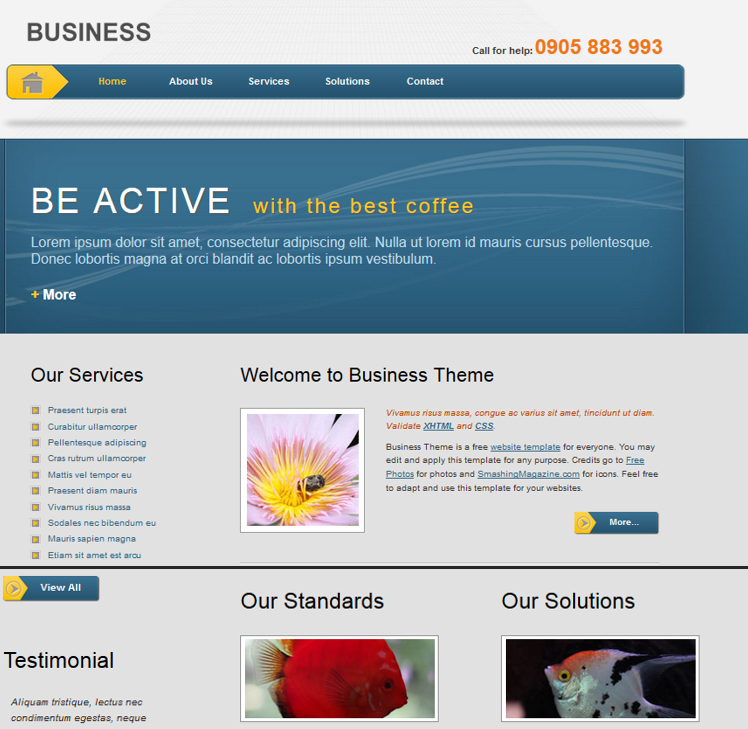 BUSINESS
Call for help: 0905 883 993
Home About Us Services Solutions Contact
BE ACTIVE with the best coffee
Lorem ipsum dolor sit amet, consectetur adipiscing elit. Nulla ut lorem id mauris cursus pellentesque.
Donec lobortis magna at orci blandit ac lobortis ipsum vestibulum.
+ More
Our Services
Praesent turpis erat
Curabitur ullamcorper
Pellentesque adipiscing
Cras rutrum ullamcorper
Mattis vel tempor eu
Praesent diam mauris
Vivamus risus massa
Sodales nec bibendum eu
Mauris sapien magna
Etiam sit amet est arcu
View All
Testimonial
Aliquam tristique, lectus nec
condimentum egestas, neque
Welcome to Business Theme
Vivamus risus massa, congue ac varius sit amet, tincidunt ut diam.
Validate XHTML and CSS.
Business Theme is a free website template for everyone. You may
edit and apply this template for any purpose. Credits go to Free
Photos for photos and SmashingMagazine.com for icons. Feel free
to adapt and use this template for your websites.
More...
Our Standards
Our Solutions